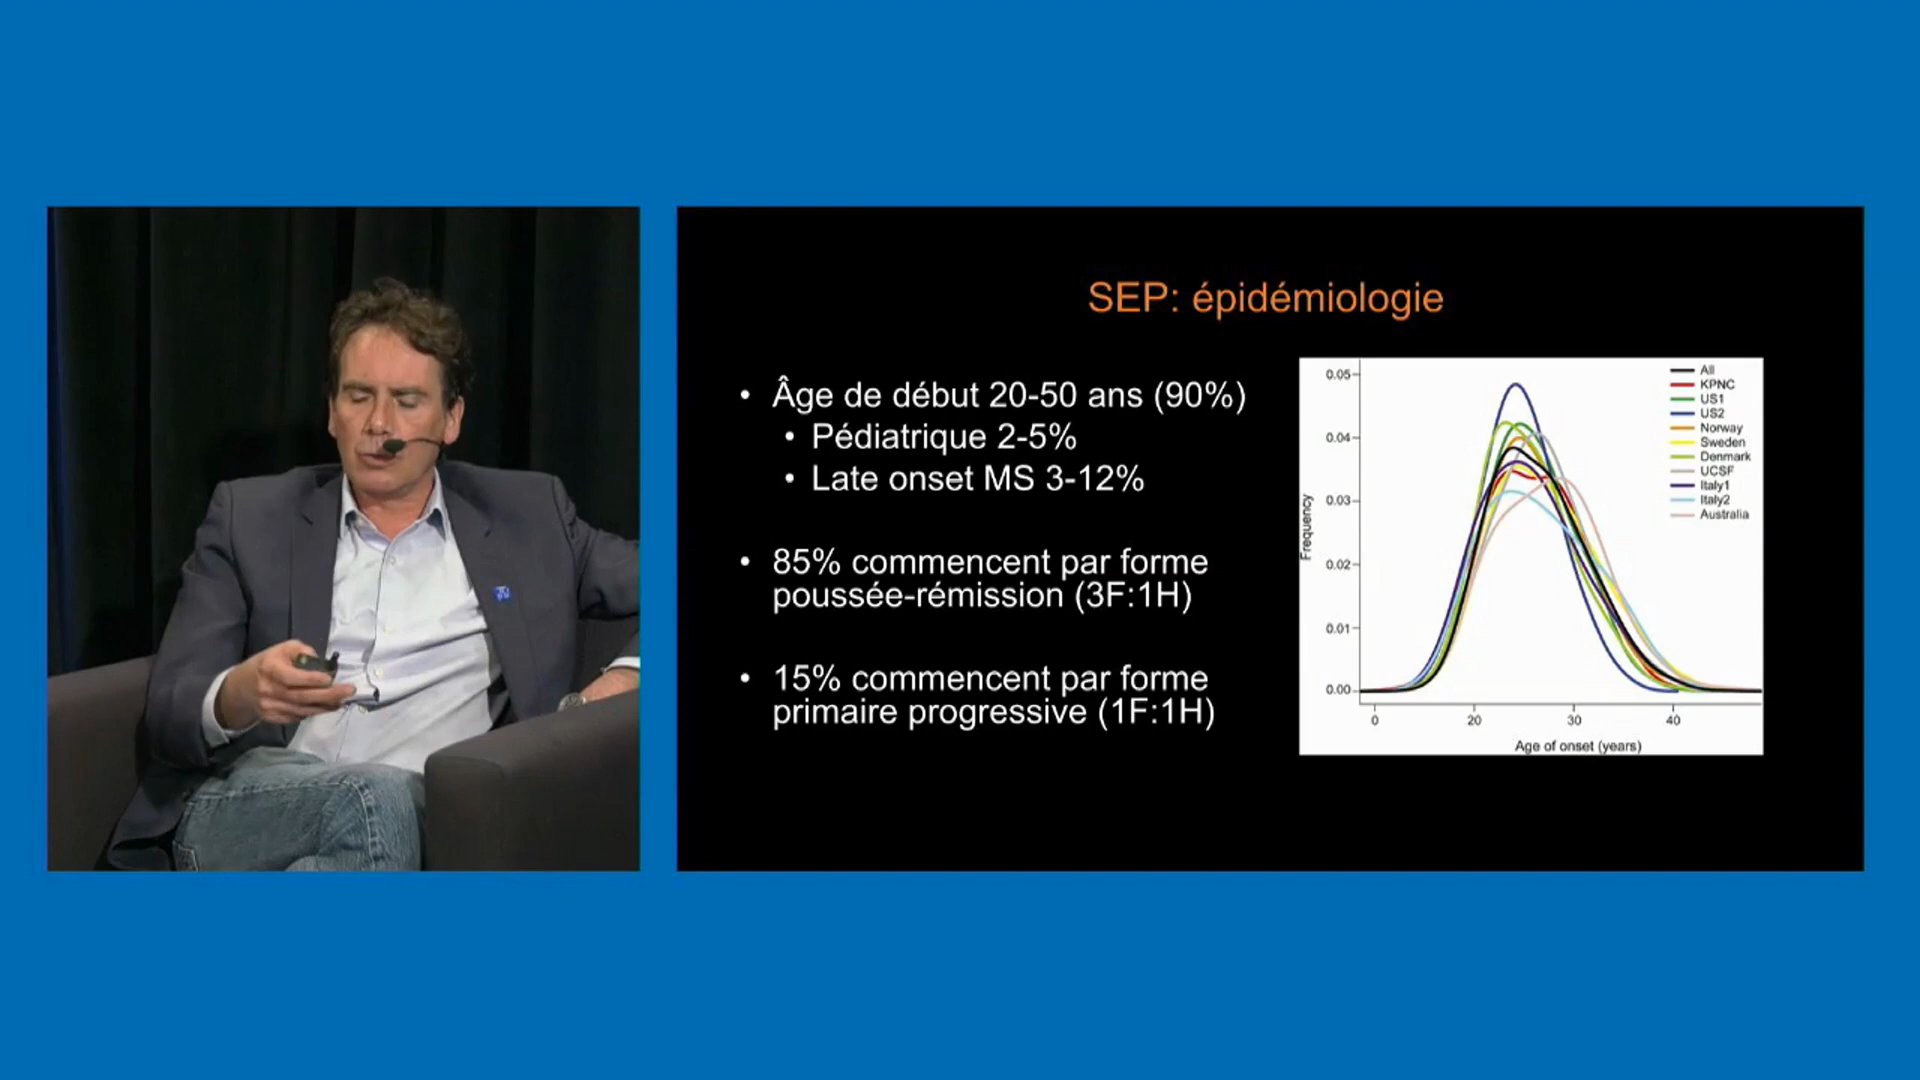 SEP: épidémiologie
• Âge de début 20-50 ans (90%)
• Pédiatrique 2-5%
• Late onset MS 3-12%
• 85% commencent par forme
poussée-rémission (3F:1H)
• 15% commencent par forme
primaire progressive (1F:1H)
0.05
0.04
0.03
0.02
0.01
0.00
Frequency
0
20
30
40
Age of onset (years)
All
KPNC
US1
US2
Norway
Sweden
Denmark
UCSF
Italy1
Italy2
Australia